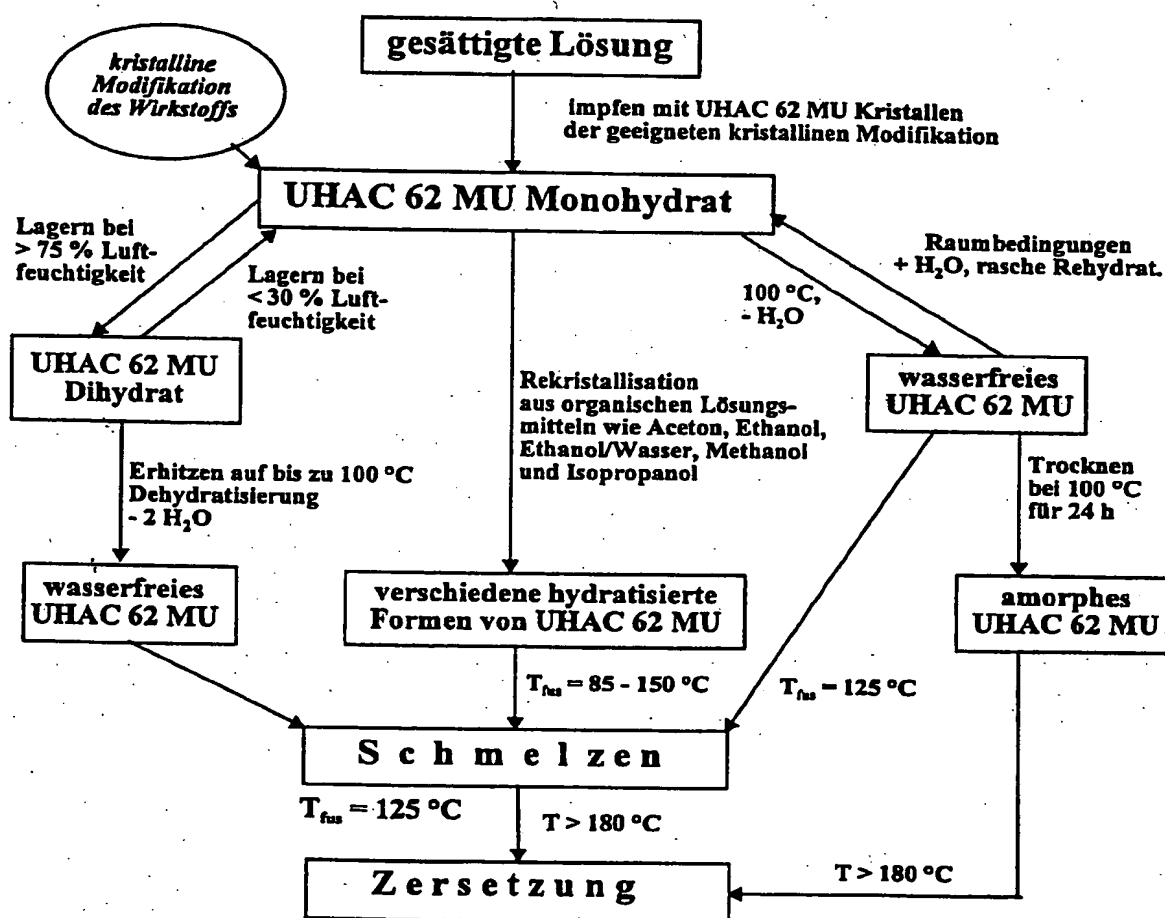 gesättigte Lösung
kristalline
Modifikation
des Wirkstoffs
impfen mit UHAC 62 MU Kristallen
der geeigneten kristallinen Modifikation
UHAC 62 MU Monohydrat
Lagern bei
> 75 % Luft-
feuchtigkeit
Lagern bei
< 30 % Luft-
feuchtigkeit
100 °C,
- H₂O
Raumbedingungen
+ H₂O, rasche Rehydrat.
UHAC 62 MU
Dihydrat
Rekristallisation
aus organischen Lösungs-
mitteln wie Aceton, Ethanol,
Ethanol/Wasser, Methanol
und Isopropanol
wasserfreies
UHAC 62 MU
Erhitzen auf bis zu 100 °C
Dehydratisierung
- 2 H₂O
Trocknen
bei 100 °C
für 24 h
wasserfreies
UHAC 62 MU
verschiedene hydratisierte
Formen von UHAC 62 MU
amorphes
UHAC 62 MU
T_fus = 85 - 150 °C
T_fus = 125 °C
Schmelzen
T_fus = 125 °C
T > 180 °C
T > 180 °C
Zersetzung